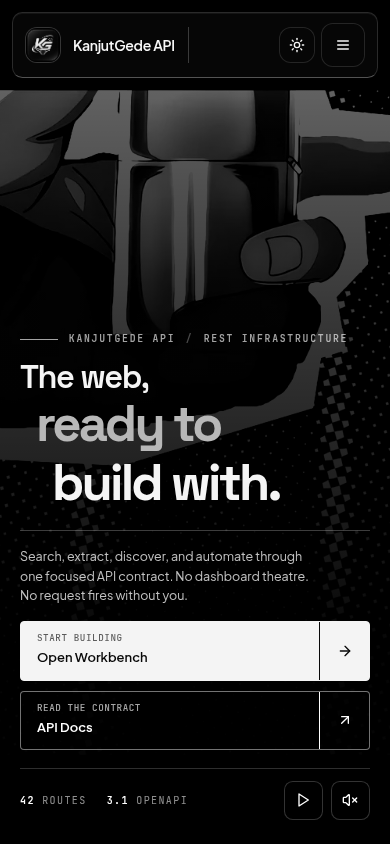 KG
KanjutGede API
KANJUTGEDE API / REST INFRASTRUCTURE
The web,
ready to
build with.
Search, extract, discover, and automate through
one focused API contract. No dashboard theatre.
No request fires without you.
START BUILDING
Open Workbench
READ THE CONTRACT
API Docs
42 ROUTES 3.1 OPENAPI